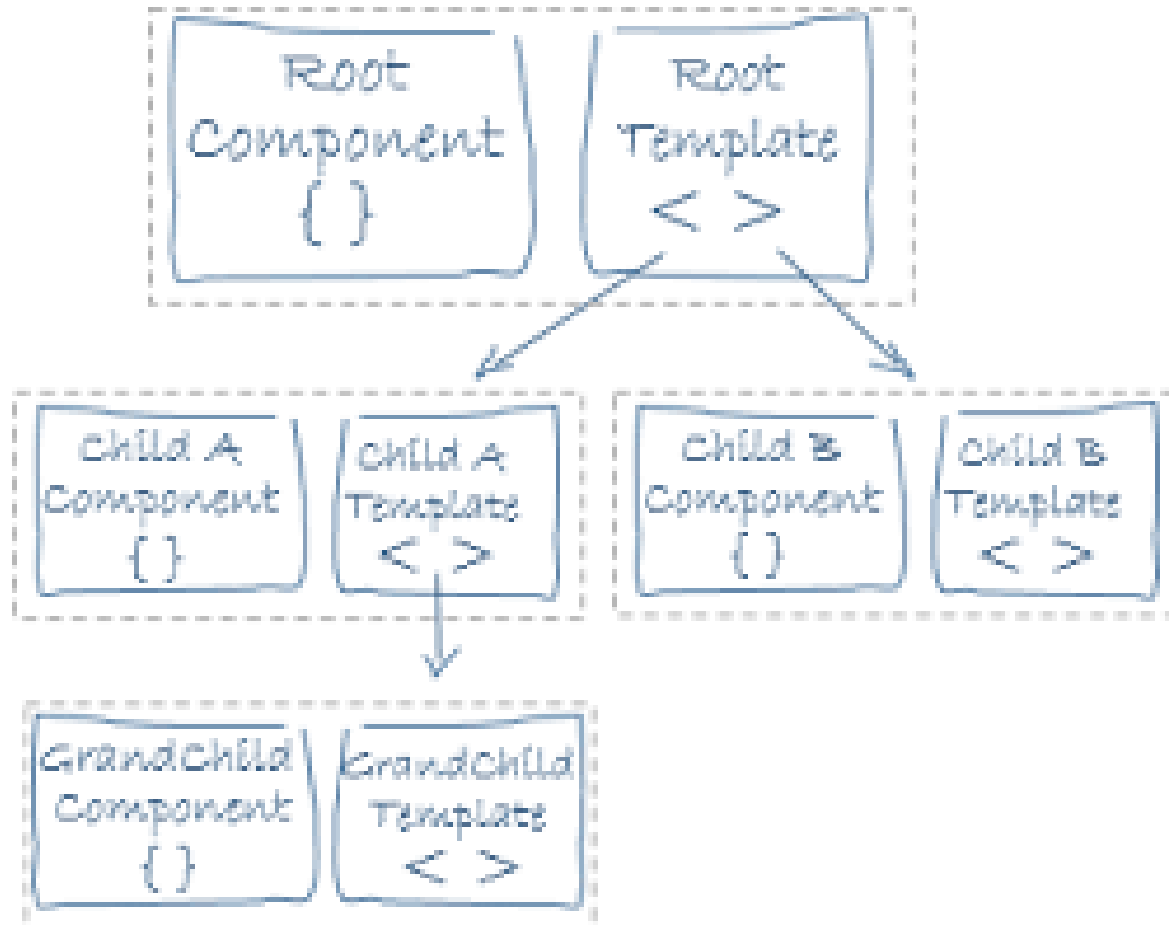 Root
Component
{ }
Root
Template
< >
Child A
Component
{ }
Child A
Template
< >
Child B
Component
{ }
Child B
Template
< >
GrandChild
Component
{ }
GrandChild
Template
< >